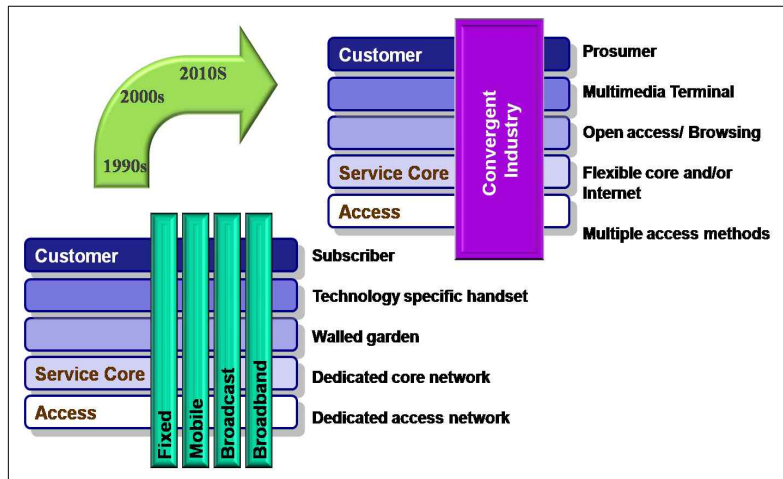 2010S
2000s
1990s
Customer
Service Core
Access
Convergent
Industry
Prosumer
Multimedia Terminal
Open access/ Browsing
Flexible core and/or
Internet
Multiple access methods
Customer
Service Core
Access
Fixed
Mobile
Broadcast
Broadband
Subscriber
Technology specific handset
Walled garden
Dedicated core network
Dedicated access network